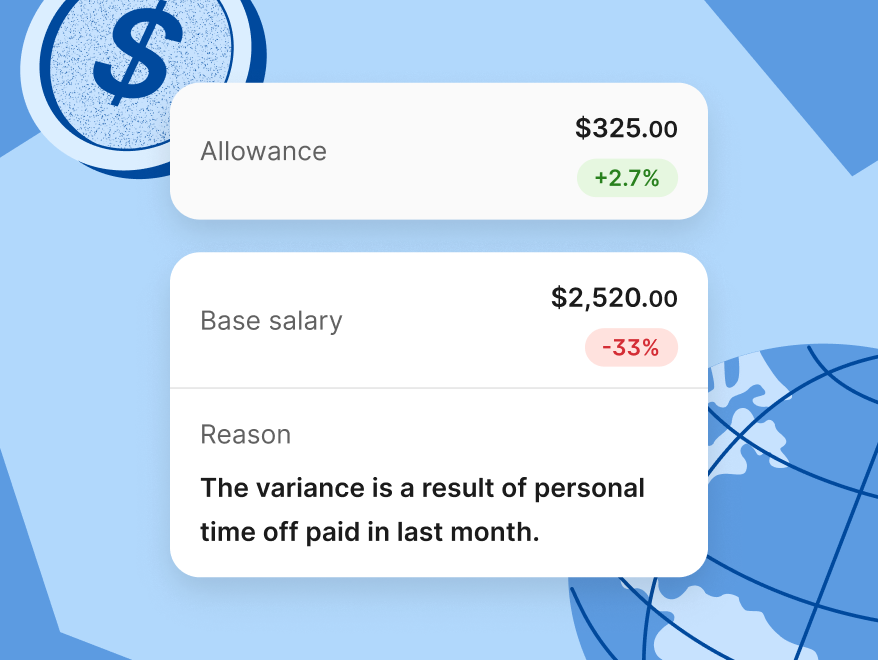 $
Allowance
$325.00
+2.7%
Base salary
$2,520.00
-33%
Reason
The variance is a result of personal
time off paid in last month.